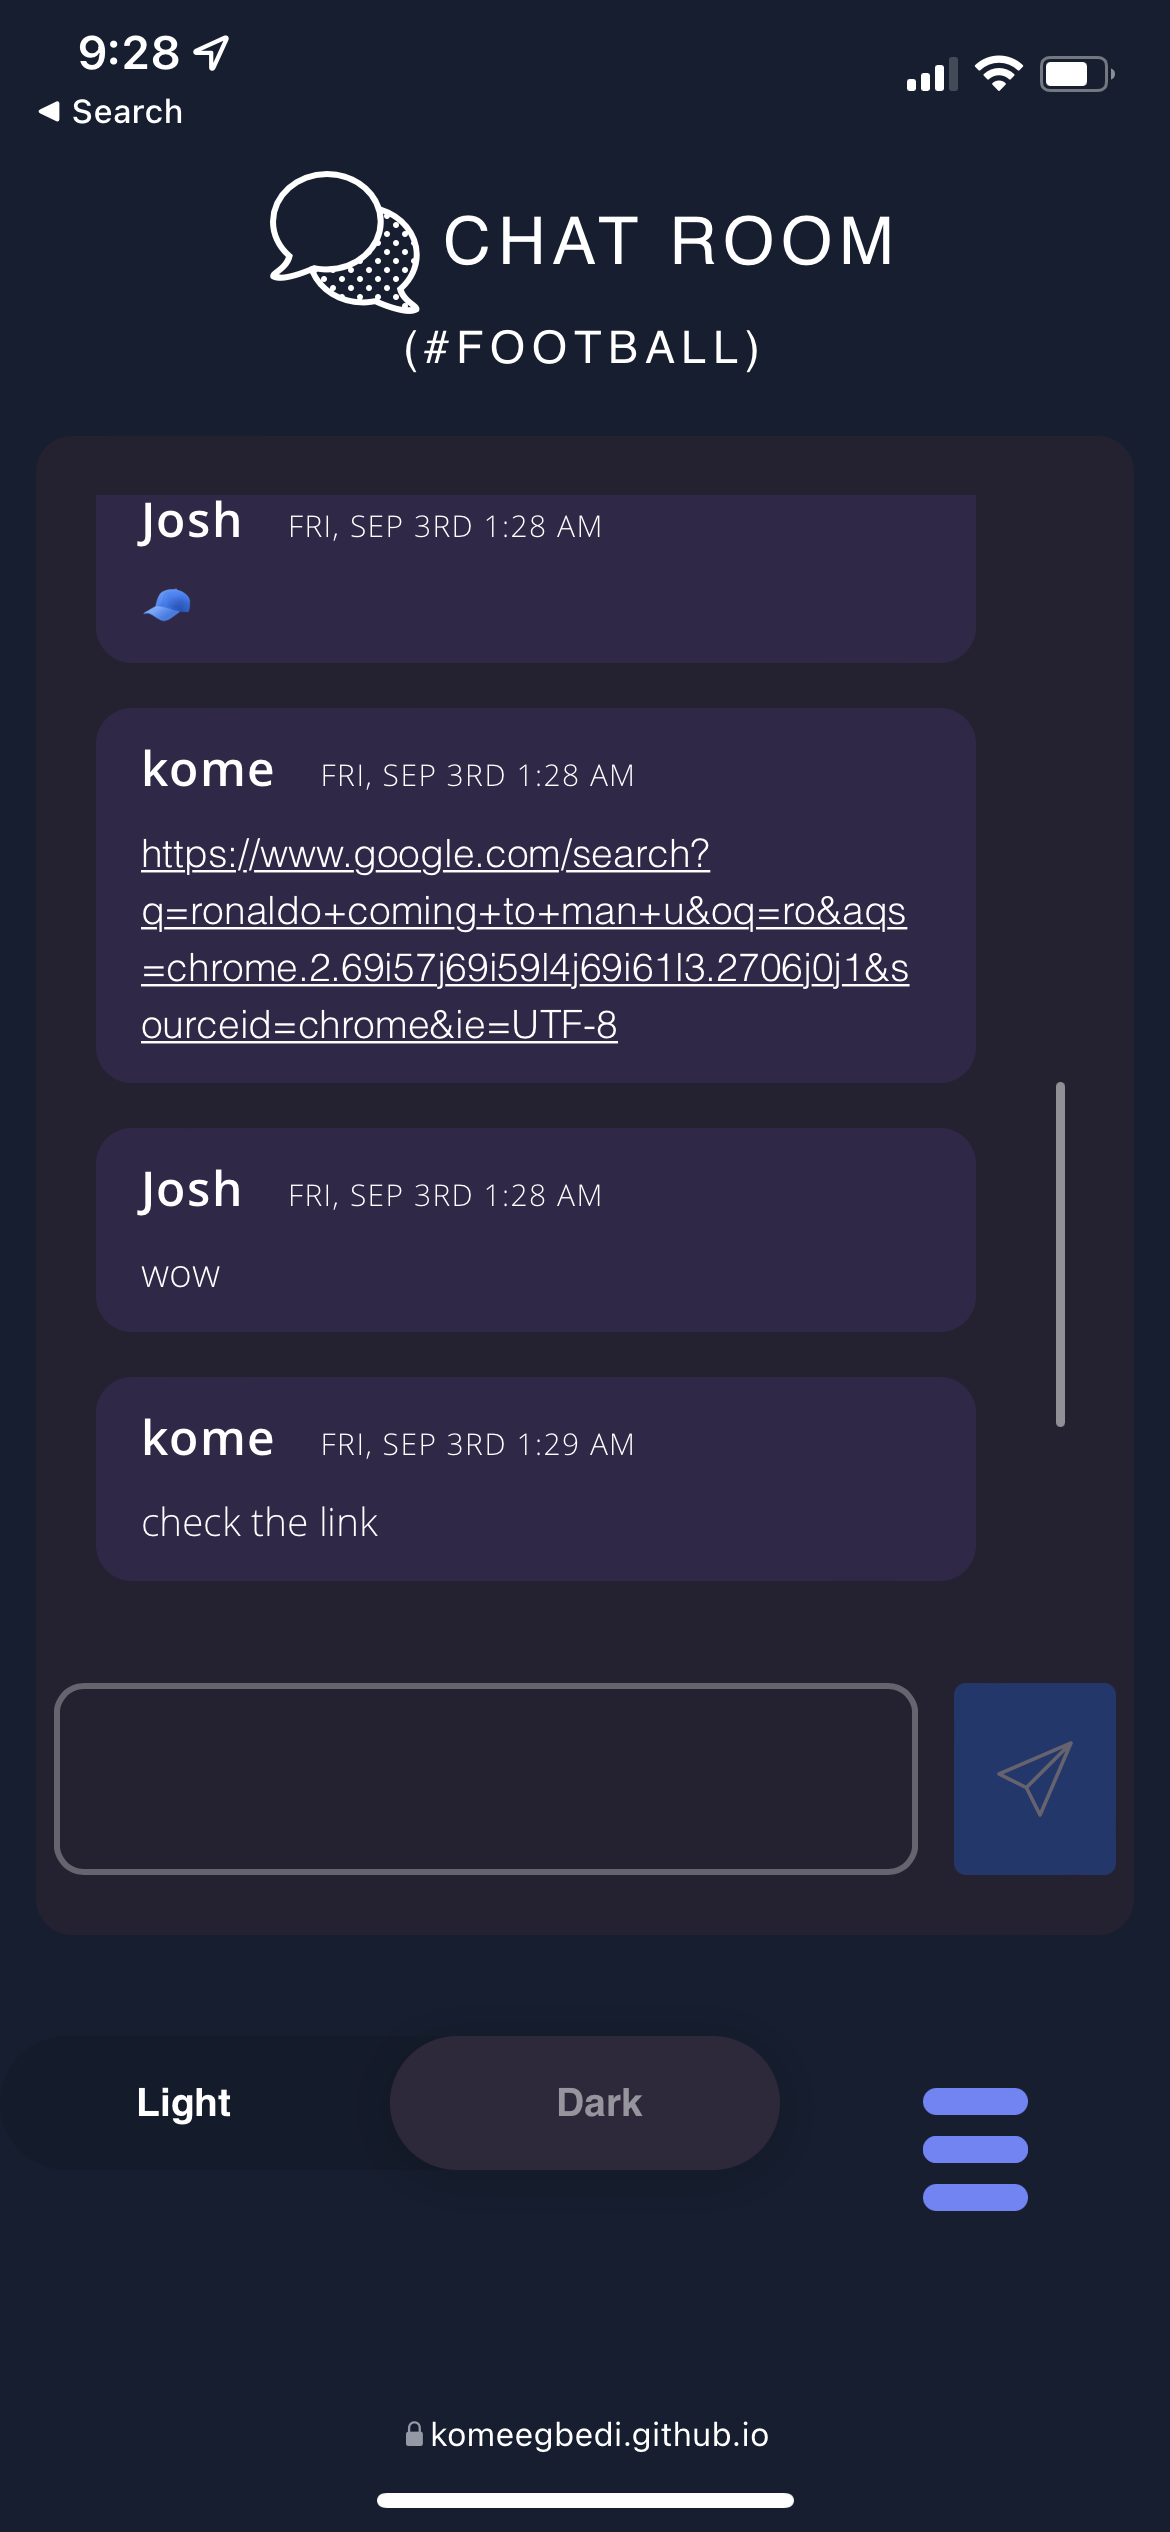 9:28
Search
CHAT ROOM
(#FOOTBALL)
Josh FRI, SEP 3RD 1:28 AM
🧢
kome FRI, SEP 3RD 1:28 AM
https://www.google.com/search?
q=ronaldo+coming+to+man+u&oq=ro&aqs
=chrome.2.69i57j69i59l4j69i61l3.2706j0j1&s
ourceid=chrome&ie=UTF-8
Josh FRI, SEP 3RD 1:28 AM
wow
kome FRI, SEP 3RD 1:29 AM
check the link
Light Dark
komeegbedi.github.io